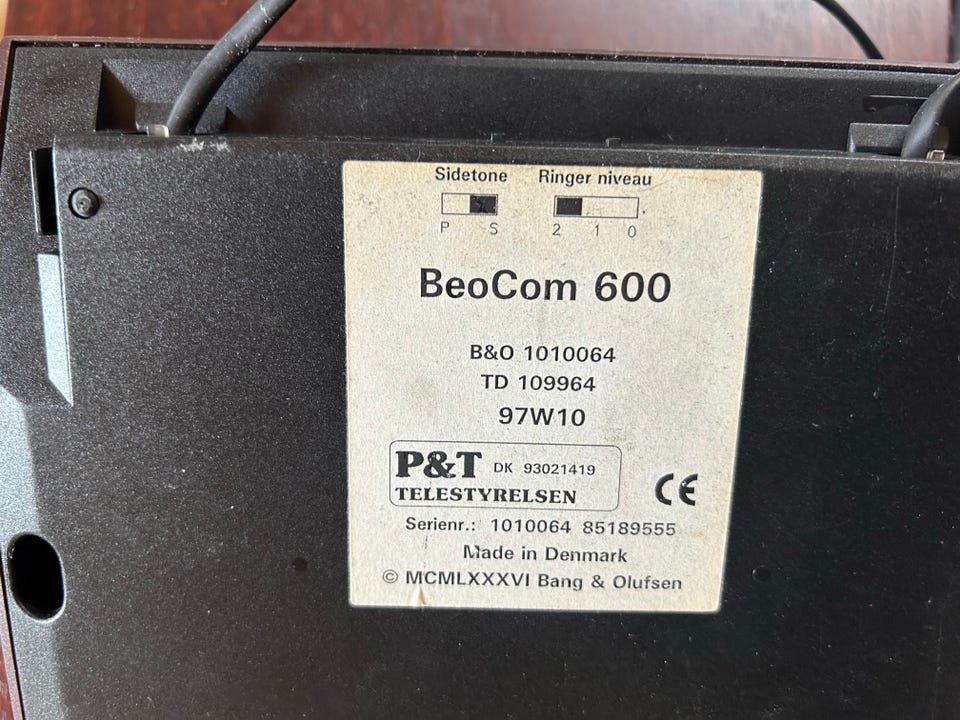 Sidetone Ringer niveau
P S 2 1 0
BeoCom 600
B&O 1010064
TD 109964
97W10
P&T DK 93021419
TELESTYRELSEN
CE
Serienr.: 1010064 85189555
Made in Denmark
© MCMLXXXVI Bang & Olufsen